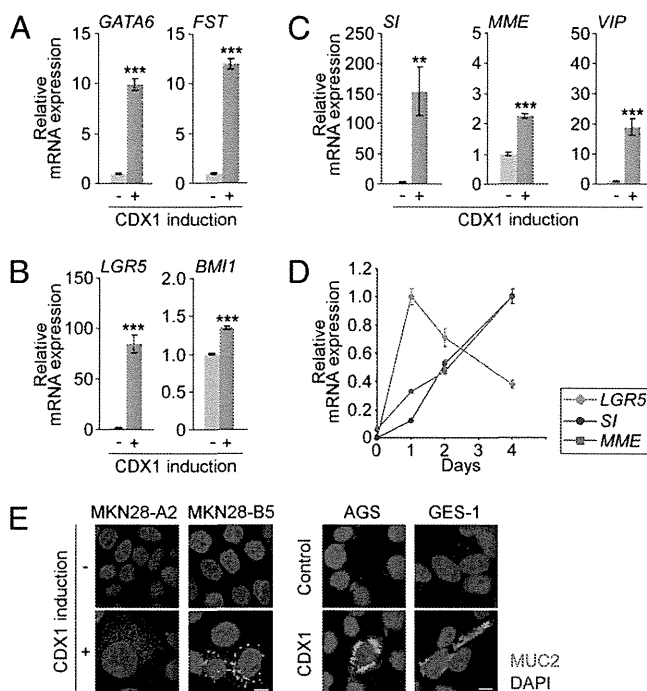 A
GATA6 FST
Relative
mRNA expression
15
10
5
0
***
15
10
5
0
***
- + - +
CDX1 induction
C
SI MME VIP
Relative
mRNA expression
250
200
150
100
50
0
**
5
4
3
2
1
0
***
50
40
30
20
10
0
***
- + - + - +
CDX1 induction
B
LGR5 BMI1
Relative
mRNA expression
100
50
0
***
2.0
1.5
1.0
0.5
0
***
- + - +
CDX1 induction
D
Relative
mRNA expression
1.2
1.0
0.8
0.6
0.4
0.2
0
0 1 2 3 4 5
Days
LGR5
SI
MME
E
MKN28-A2 MKN28-B5 AGS GES-1
CDX1 induction
-
+
Control
CDX1
MUC2
DAPI